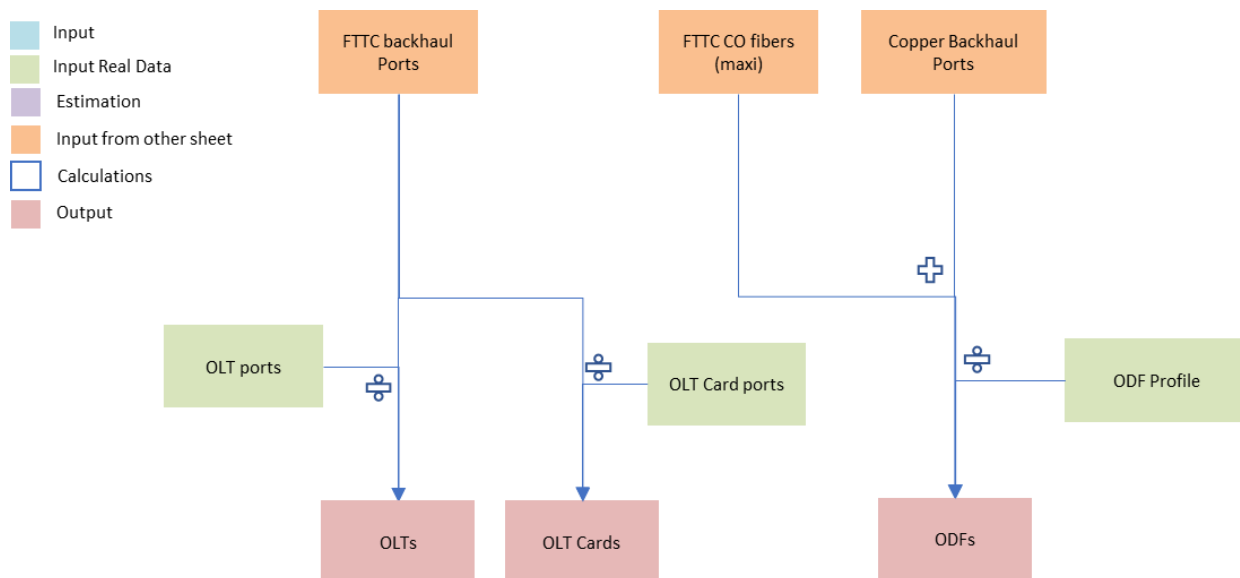 Input
Input Real Data
Estimation
Input from other sheet
Calculations
Output
FTTC backhaul
Ports
FTTC CO fibers
(maxi)
Copper Backhaul
Ports
OLT ports
OLT Card ports
ODF Profile
OLTs
OLT Cards
ODFs